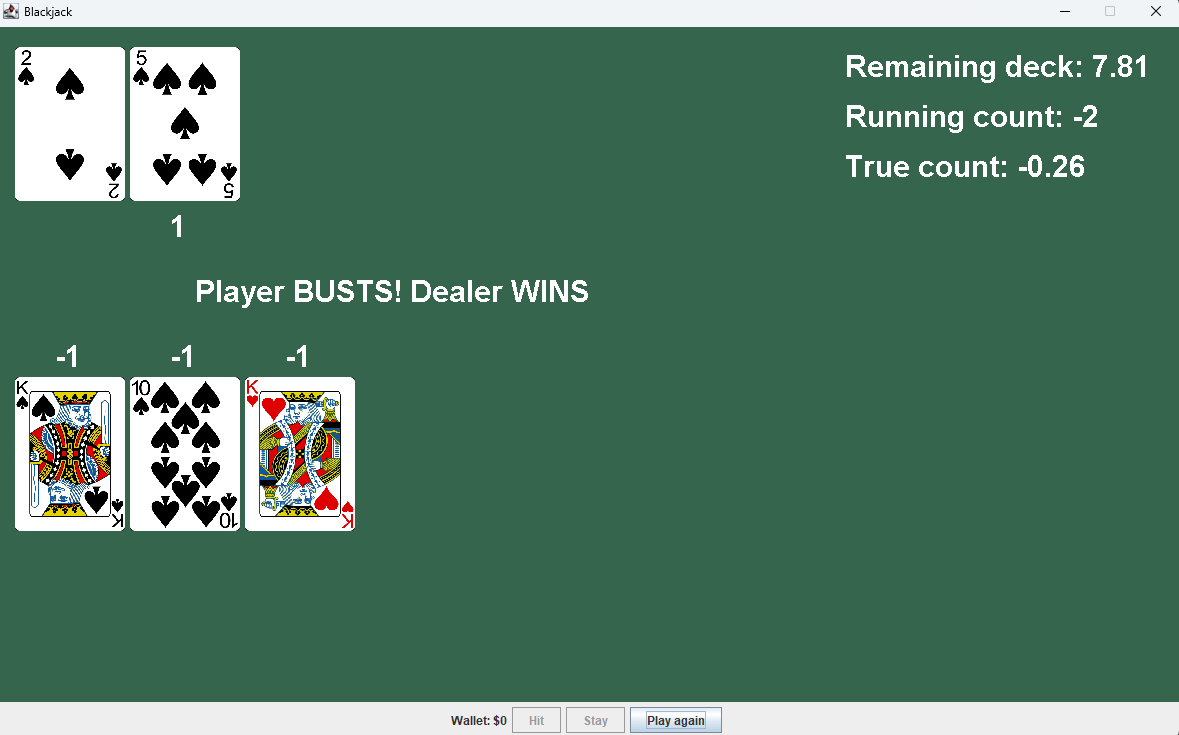 Blackjack
2
5
Remaining deck: 7.81
2
5
Running count: -2
True count: -0.26
1
Player BUSTS! Dealer WINS
-1 -1 -1
K
10
K
K
10
K
Wallet: $0 Hit Stay Play again